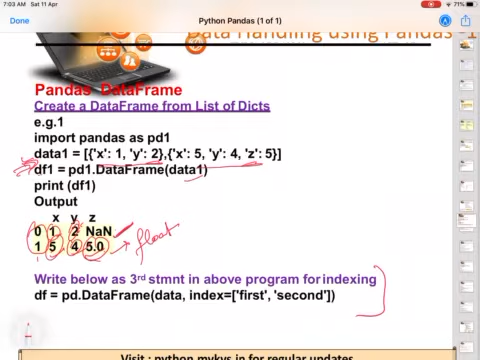 7:03 AM Sat 11 Apr
71%
Done
Python Pandas (1 of 1)
Data Handling using Pandas -1
Pandas DataFrame
Create a DataFrame from List of Dicts
e.g.1
import pandas as pd1
data1 = [{'x': 1, 'y': 2},{'x': 5, 'y': 4, 'z': 5}]
df1 = pd1.DataFrame(data1)
print (df1)
Output
x y z
0 1 2 NaN
1 5 4 5.0 float
Write below as 3rd stmnt in above program for indexing
df = pd.DataFrame(data, index=['first', 'second'])
Visit : python.mykvs.in for regular updates